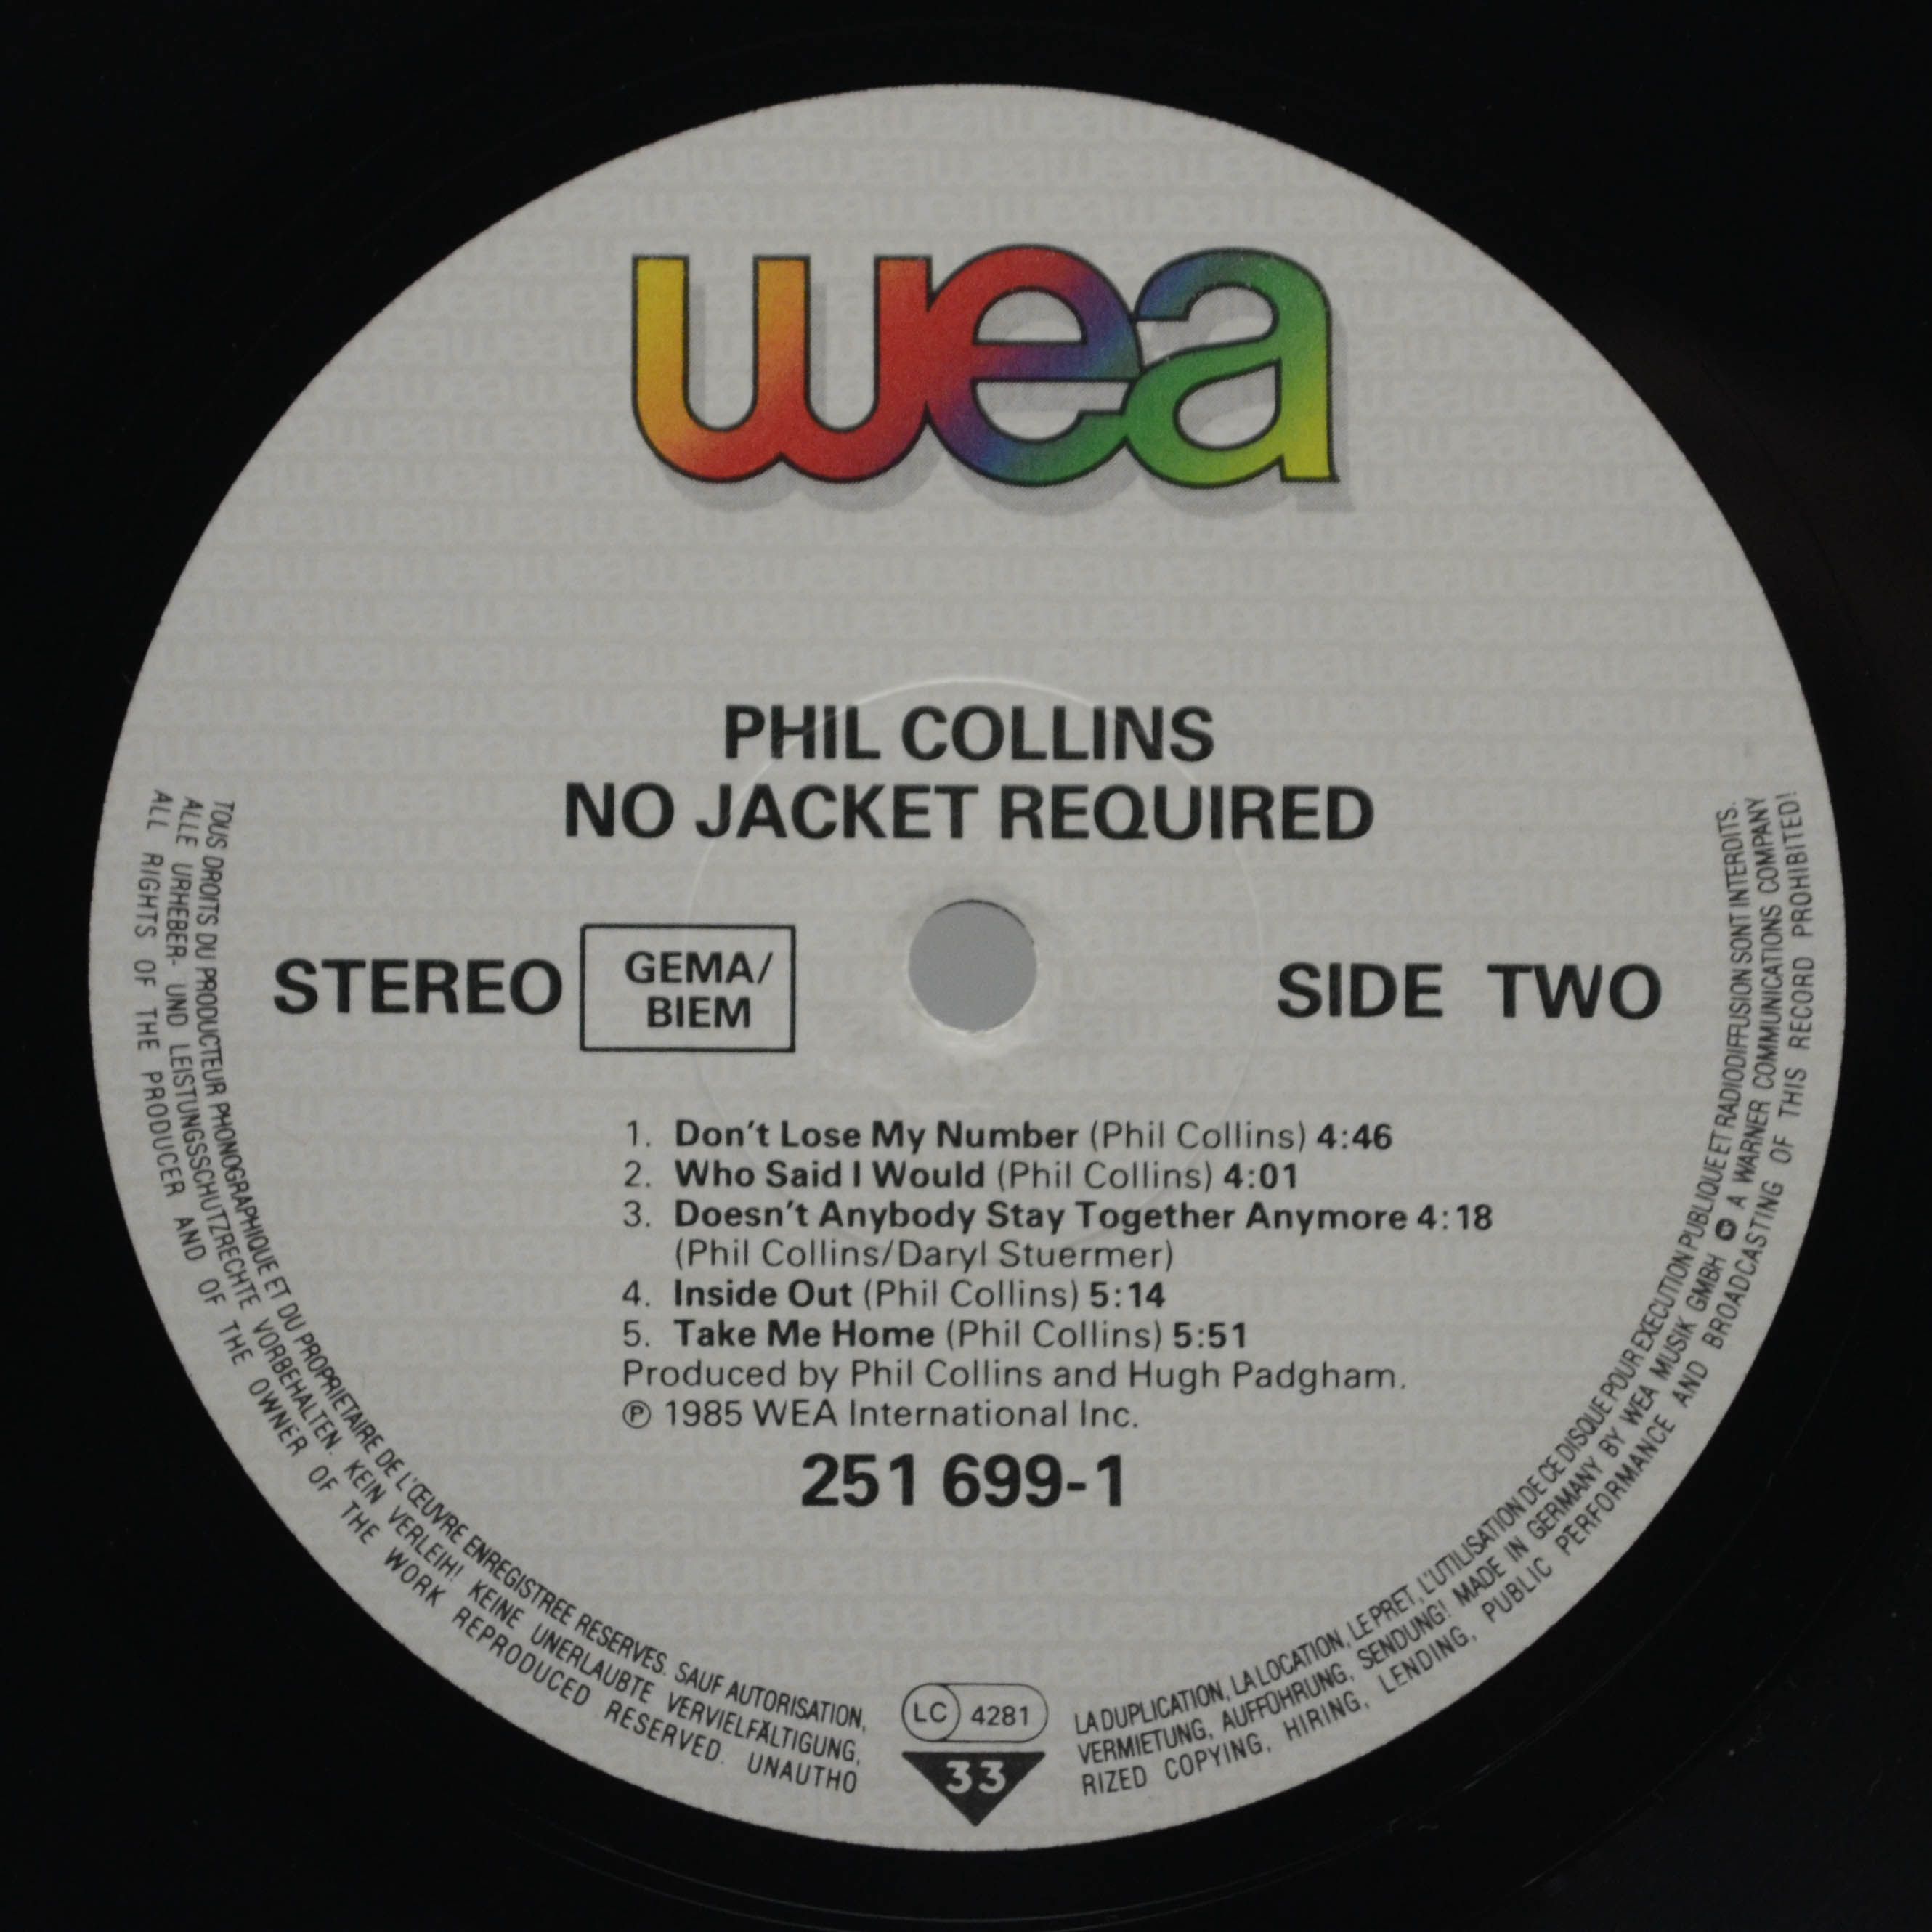 wea
PHIL COLLINS
NO JACKET REQUIRED
STEREO
GEMA/
BIEM
SIDE TWO
1. Don't Lose My Number (Phil Collins) 4:46
2. Who Said I Would (Phil Collins) 4:01
3. Doesn't Anybody Stay Together Anymore 4:18
(Phil Collins/Daryl Stuermer)
4. Inside Out (Phil Collins) 5:14
5. Take Me Home (Phil Collins) 5:51
Produced by Phil Collins and Hugh Padgham.
℗ 1985 WEA International Inc.
251 699-1
LC 4281
33
TOUS DROITS DU PRODUCTEUR PHONOGRAPHIQUE ET DU PROPRIETAIRE DE L'ŒUVRE ENREGISTREE RESERVES. SAUF AUTORISATION, LA DUPLICATION, LA LOCATION, LE PRET, L'UTILISATION DE CE DISQUE POUR EXECUTION PUBLIQUE ET RADIODIFFUSION SONT INTERDITS.
ALLE URHEBER- UND LEISTUNGSSCHUTZRECHTE VORBEHALTEN. KEIN VERLEIH! KEINE UNERLAUBTE VERVIELFÄLTIGUNG, VERMIETUNG, AUFFÜHRUNG, SENDUNG! MADE IN GERMANY BY WEA MUSIK GMBH A WARNER COMMUNICATIONS COMPANY
ALL RIGHTS OF THE PRODUCER AND OF THE OWNER OF THE WORK REPRODUCED RESERVED. UNAUTHORIZED COPYING, HIRING, LENDING, PUBLIC PERFORMANCE AND BROADCASTING OF THIS RECORD PROHIBITED!